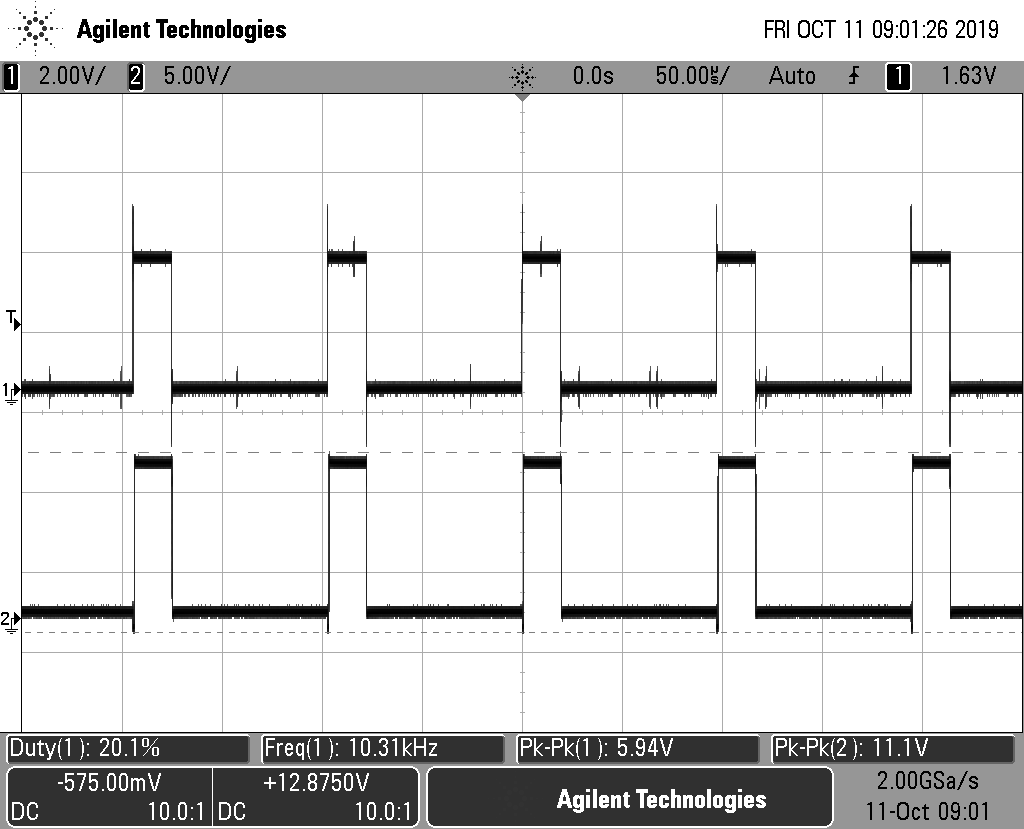 Agilent Technologies
FRI OCT 11 09:01:26 2019
1 2.00V/ 2 5.00V/ 0.0s 50.00µs/ Auto 1 1.63V
T
1
2
Duty(1): 20.1% Freq(1): 10.31kHz Pk-Pk(1): 5.94V Pk-Pk(2): 11.1V
-575.00mV +12.8750V 2.00GSa/s
DC 10.0:1 DC 10.0:1 Agilent Technologies 11-Oct 09:01